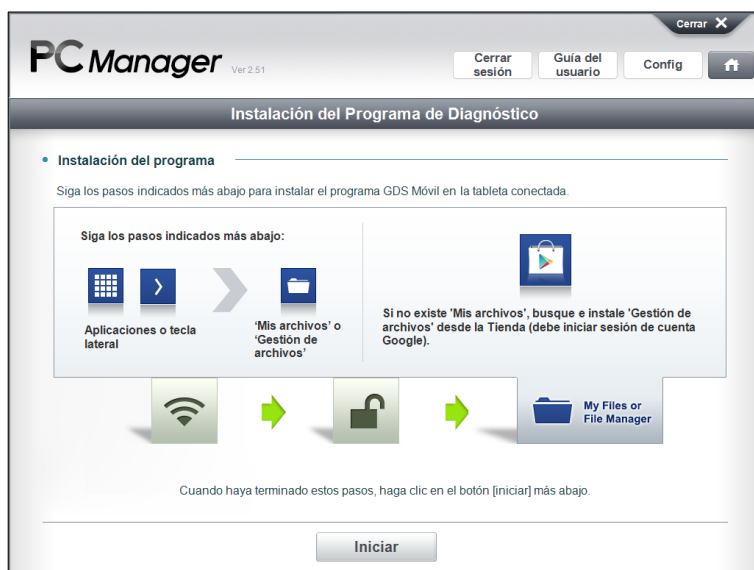 Cerrar X
PC Manager Ver 2.51
Cerrar sesión
Guía del usuario
Config
Instalación del Programa de Diagnóstico
Instalación del programa
Siga los pasos indicados más abajo para instalar el programa GDS Móvil en la tableta conectada.
Siga los pasos indicados más abajo:
Aplicaciones o tecla
lateral
‘Mis archivos’ o
‘Gestión de
archivos’
Si no existe 'Mis archivos', busque e instale 'Gestión de
archivos' desde la Tienda (debe iniciar sesión de cuenta
Google).
My Files or
File Manager
Cuando haya terminado estos pasos, haga clic en el botón [iniciar] más abajo.
Iniciar